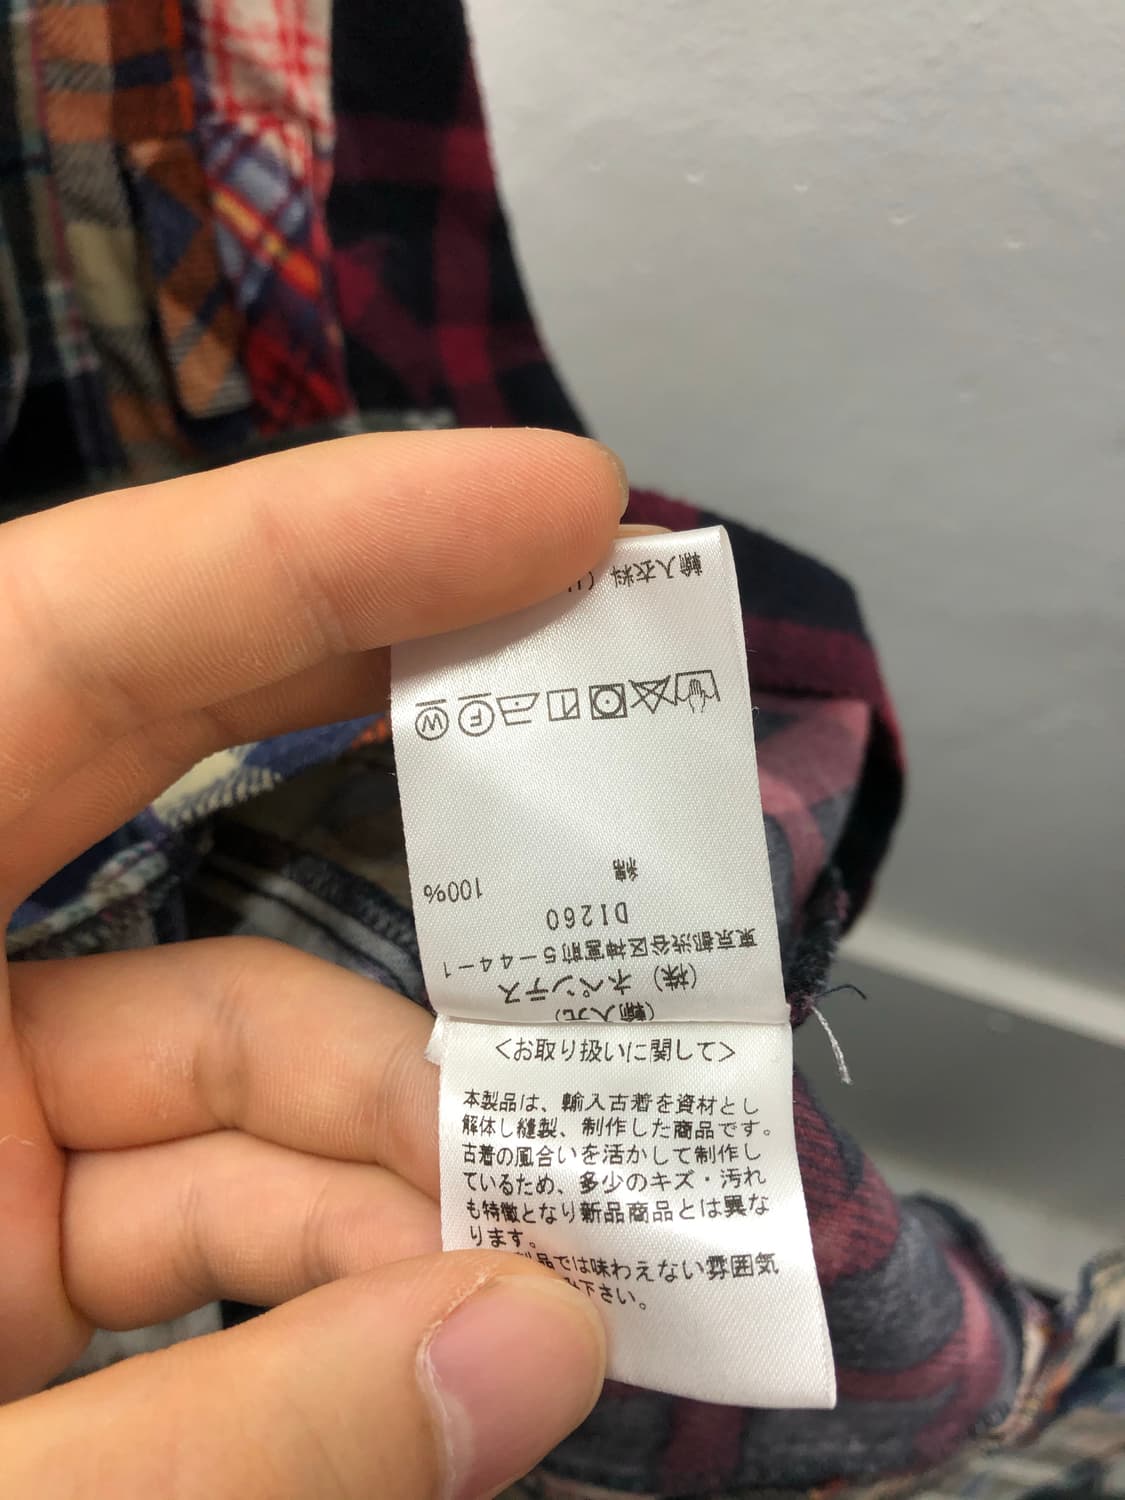 輸入衣料
綿 100%
DI260
東京都渋谷区神宮前5-44-1
(株) ネペンテス
(輸入元)
<お取り扱いに関して>
本製品は、輸入古着を資材とし
解体し縫製、制作した商品です。
古着の風合いを活かして制作し
ているため、多少のキズ・汚れ
も特徴となり新品商品とは異な
ります。
品では味わえない雰囲気
下さい。